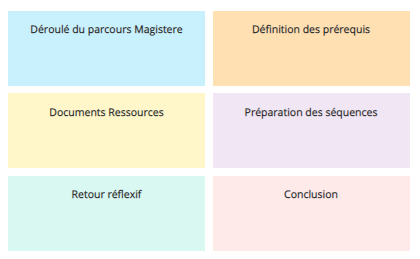 Déroulé du parcours Magistere
Définition des prérequis
Documents Ressources
Préparation des séquences
Retour réflexif
Conclusion